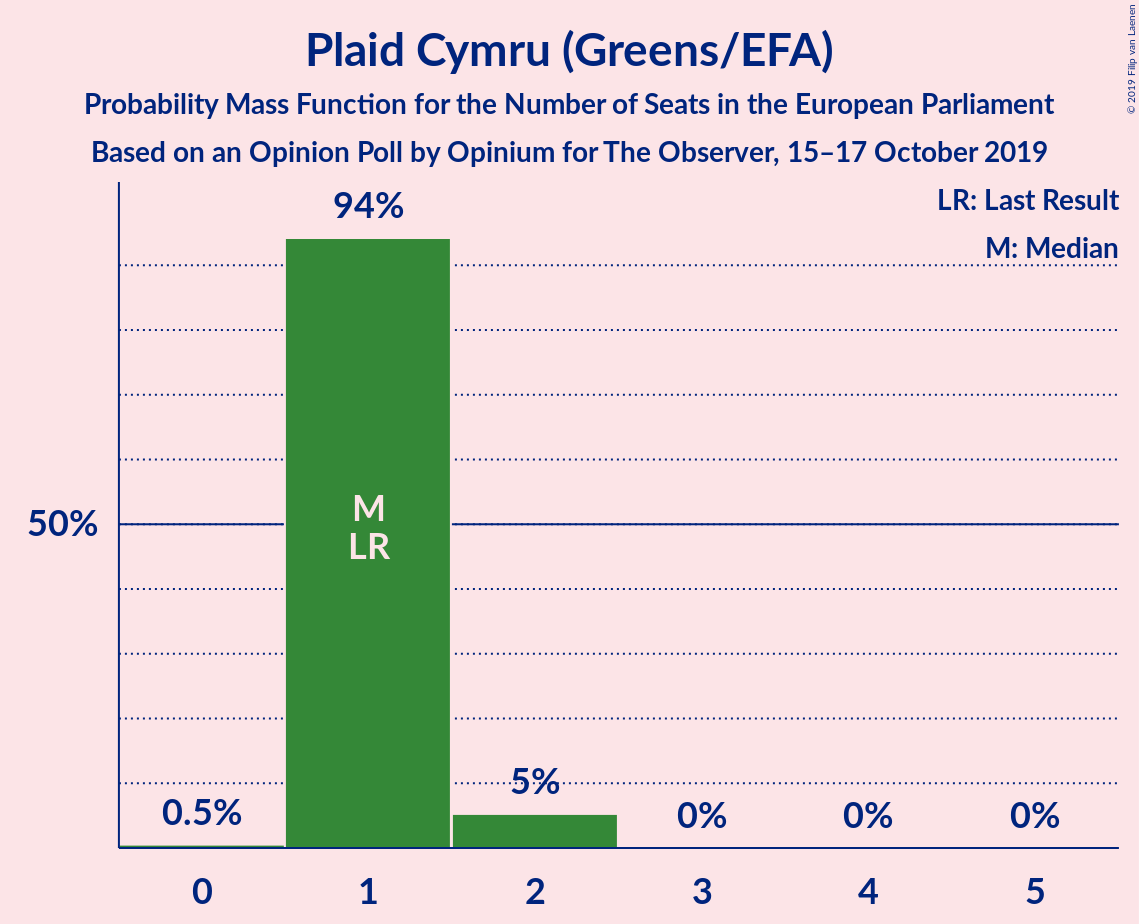 Plaid Cymru (Greens/EFA)
Probability Mass Function for the Number of Seats in the European Parliament
Based on an Opinion Poll by Opinium for The Observer, 15–17 October 2019
© 2019 Filip van Laenen
LR: Last Result
M: Median
94%
M
LR
50%
5%
0.5%
0%
0%
0%
0
1
2
3
4
5